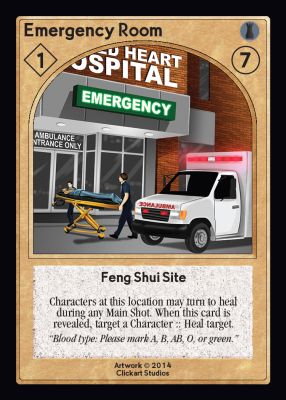 Emergency Room
1
7
ED HEART
OSPITAL
EMERGENCY
AMBULANCE
ENTRANCE ONLY
AMBULANCE
Feng Shui Site
Characters at this location may turn to heal
during any Main Shot. When this card is
revealed, target a Character :: Heal target.
"Blood type: Please mark A, B, AB, O, or green."
Artwork © 2014
Clickart Studios